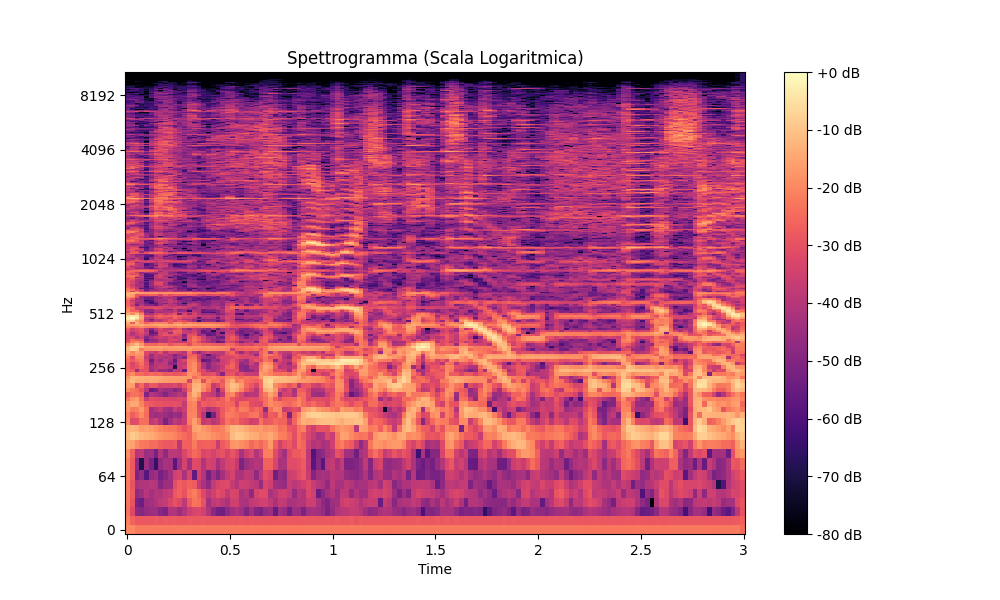 Spettrogramma (Scala Logaritmica)
Hz
8192
4096
2048
1024
512
256
128
64
0
0 0.5 1 1.5 2 2.5 3
Time
+0 dB
-10 dB
-20 dB
-30 dB
-40 dB
-50 dB
-60 dB
-70 dB
-80 dB